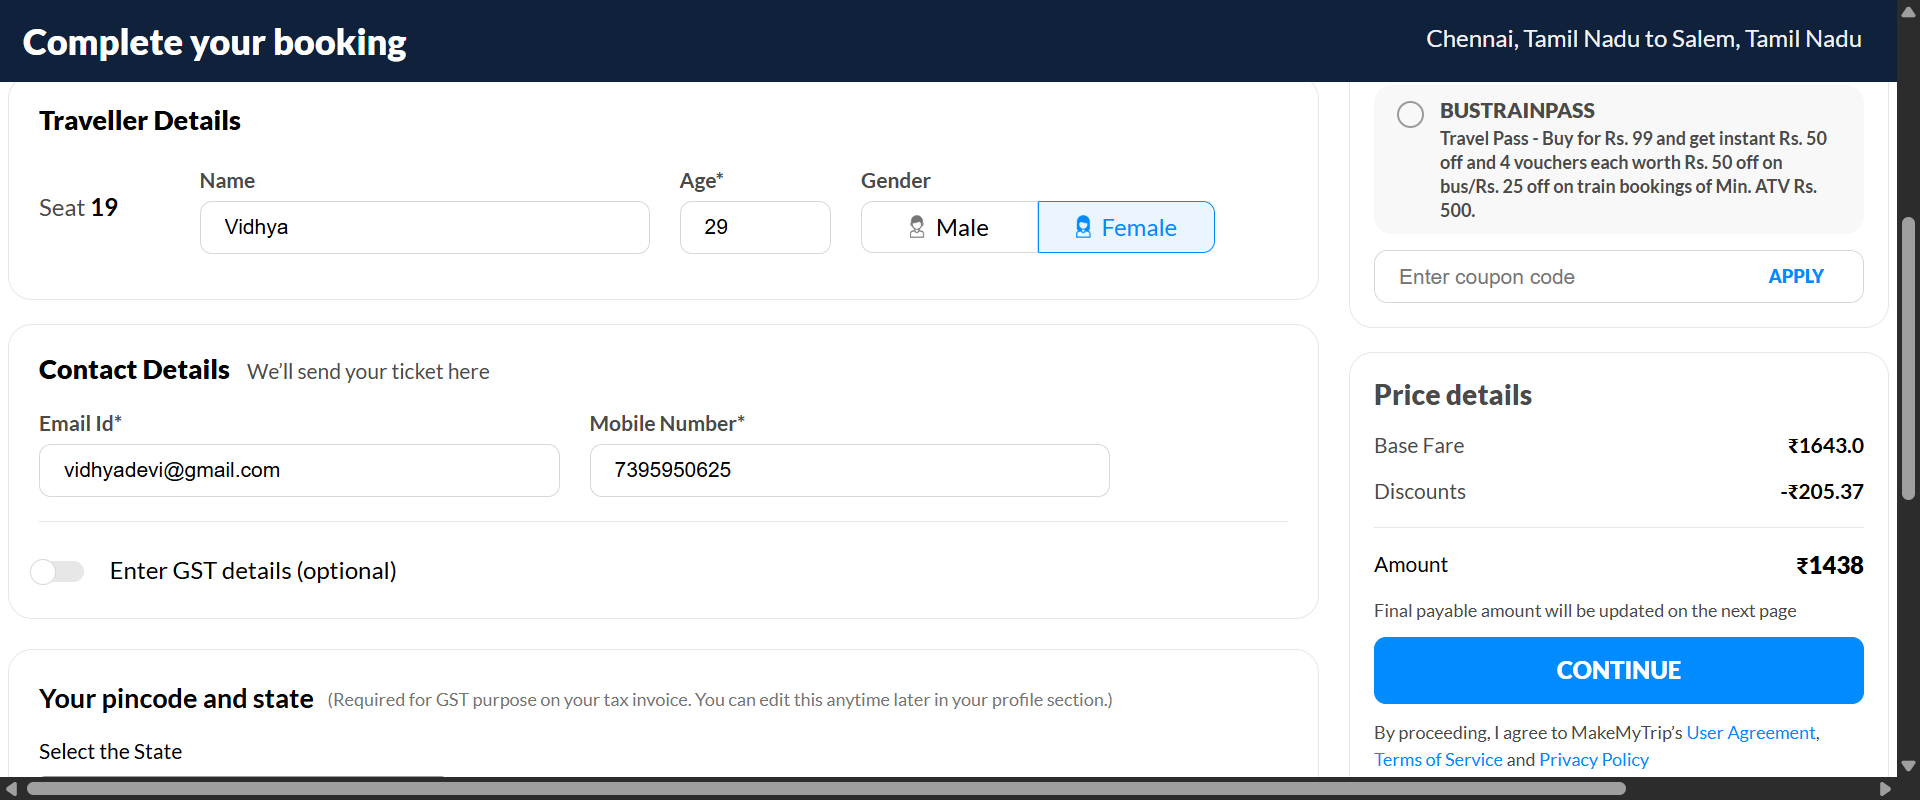 Complete your booking
Chennai, Tamil Nadu to Salem, Tamil Nadu
Traveller Details
Seat 19
Name
Vidhya
Age*
29
Gender
Male
Female
Contact Details We'll send your ticket here
Email Id*
vidhyadevi@gmail.com
Mobile Number*
7395950625
Enter GST details (optional)
Your pincode and state (Required for GST purpose on your tax invoice. You can edit this anytime later in your profile section.)
Select the State
BUSTRAINPASS
Travel Pass - Buy for Rs. 99 and get instant Rs. 50
off and 4 vouchers each worth Rs. 50 off on
bus/Rs. 25 off on train bookings of Min. ATV Rs.
500.
Enter coupon code APPLY
Price details
Base Fare ₹1643.0
Discounts -₹205.37
Amount ₹1438
Final payable amount will be updated on the next page
CONTINUE
By proceeding, I agree to MakeMyTrip's User Agreement,
Terms of Service and Privacy Policy